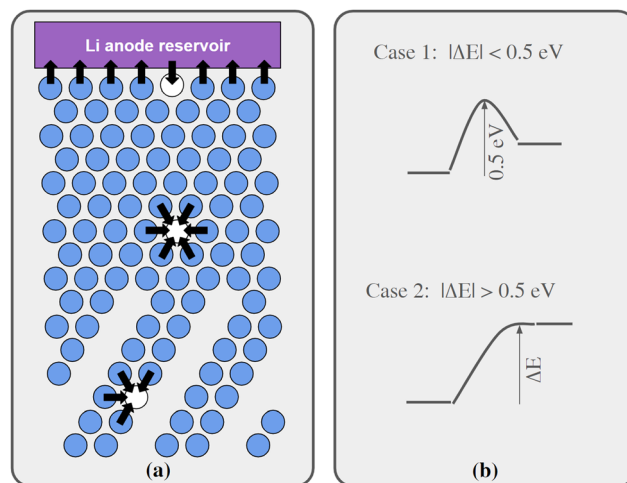 Li anode reservoir
(a)
Case 1: |ΔE| < 0.5 eV
0.5 eV
Case 2: |ΔE| > 0.5 eV
ΔE
(b)